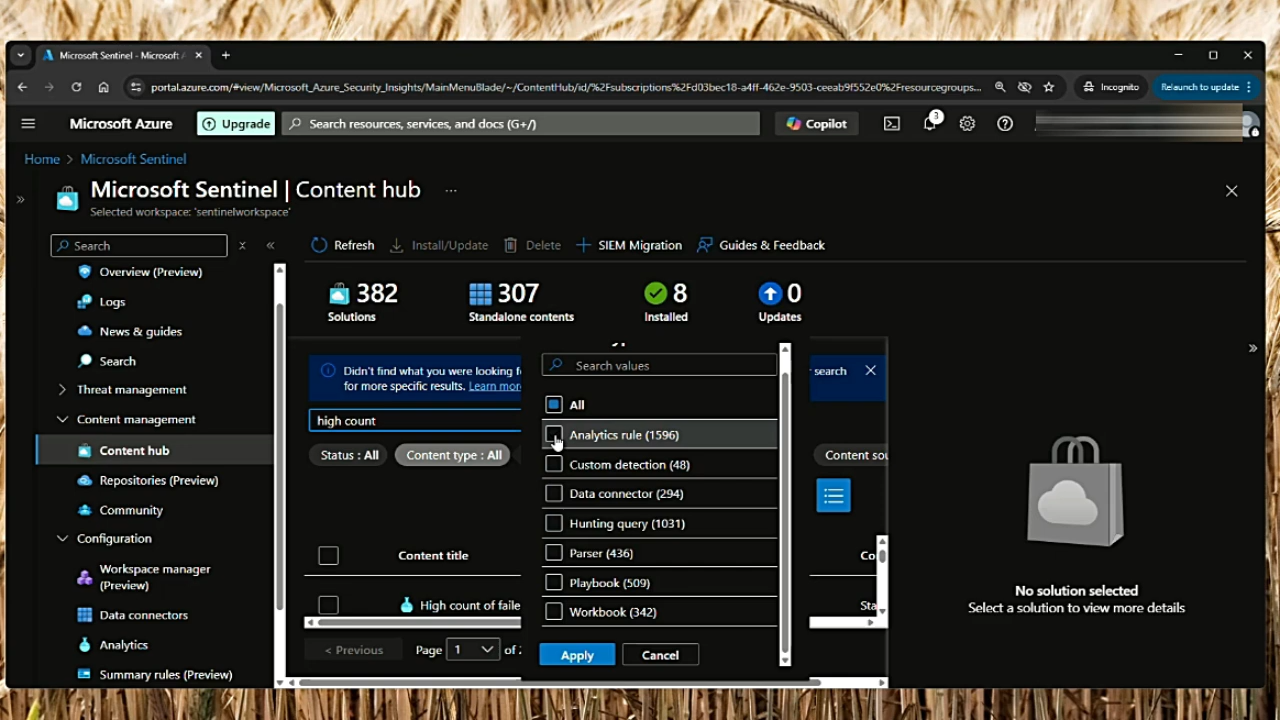 Microsoft Sentinel - Microsoft A
portal.azure.com/#view/Microsoft_Azure_Security_Insights/MainMenuBlade/~/ContentHub/id/%2Fsubscriptions%2Fd03bec18-a4ff-462e-9503-ceeab9f552e0%2Fresourcegroups...
Incognito
Relaunch to update
Microsoft Azure
Upgrade
Search resources, services, and docs (G+/)
Copilot
3
Home > Microsoft Sentinel
Microsoft Sentinel | Content hub
...
Selected workspace: 'sentinelworkspace'
Search
Overview (Preview)
Logs
News & guides
Search
Threat management
Content management
Content hub
Repositories (Preview)
Community
Configuration
Workspace manager
(Preview)
Data connectors
Analytics
Summary rules (Preview)
Refresh
Install/Update
Delete
SIEM Migration
Guides & Feedback
382
Solutions
307
Standalone contents
8
Installed
0
Updates
Didn't find what you were looking f
search
for more specific results. Learn mor
high count
Status : All
Content type : All
Content sou
Content title
Co
High count of faile
Sta
< Previous
Page
1
of
Search values
All
Analytics rule (1596)
Custom detection (48)
Data connector (294)
Hunting query (1031)
Parser (436)
Playbook (509)
Workbook (342)
Apply
Cancel
No solution selected
Select a solution to view more details